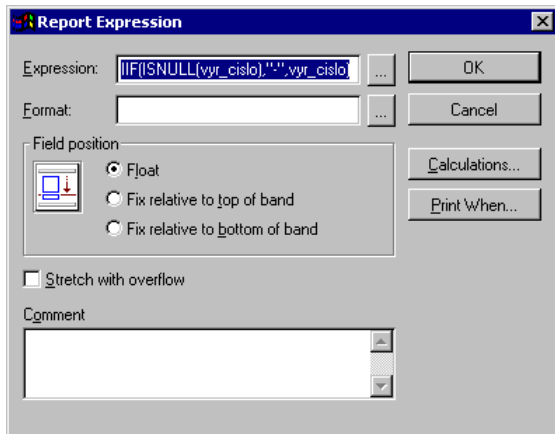 Report Expression
Expression: IIF(ISNULL(vyr_cislo),"-",vyr_cislo) ... OK
Format: ... Cancel
Field position
Float
Fix relative to top of band
Fix relative to bottom of band
Calculations...
Print When...
Stretch with overflow
Comment